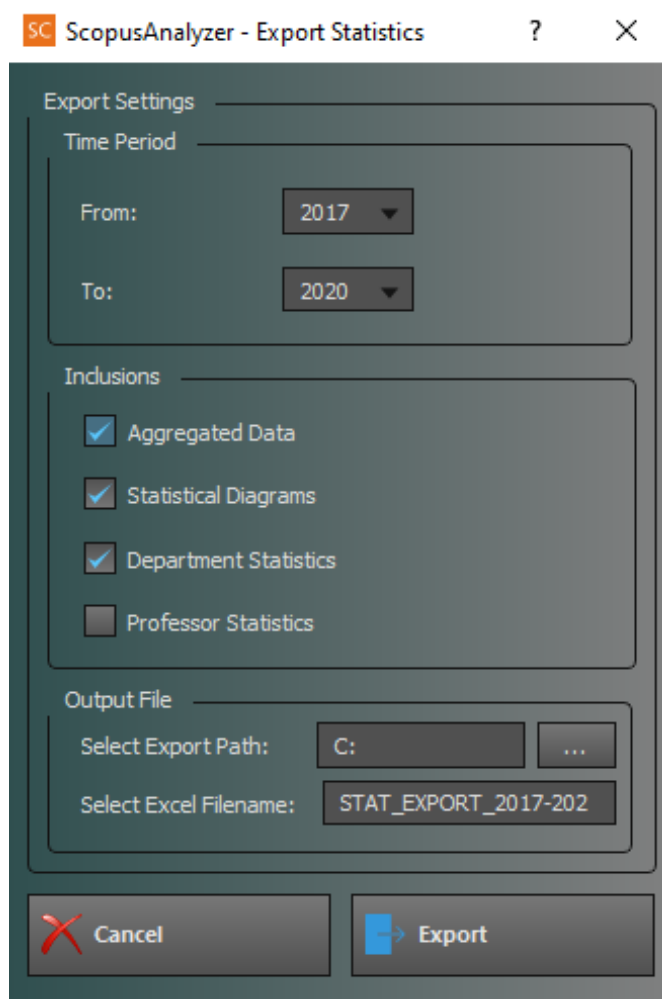 SC ScopusAnalyzer - Export Statistics ? ×
Export Settings
Time Period
From: 2017
To: 2020
Inclusions
Aggregated Data
Statistical Diagrams
Department Statistics
Professor Statistics
Output File
Select Export Path: C: ...
Select Excel Filename: STAT_EXPORT_2017-202
Cancel Export